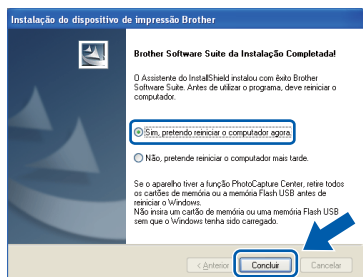 Instalação do dispositivo de impressão Brother
Brother Software Suite da Instalação Completada!
O Assistente do InstallShield instalou com êxito Brother
Software Suite. Antes de utilizar o programa, deve reiniciar o
computador.
Sim, pretendo reiniciar o computador agora.
Não, pretende reiniciar o computador mais tarde.
Se o aparelho tiver a função PhotoCapture Center, retire todos
os cartões de memória ou a memória Flash USB antes de
reiniciar o Windows.
Não insira um cartão de memória ou uma memória Flash USB
sem que o Windows tenha sido carregado.
< Anterior Concluir Cancelar